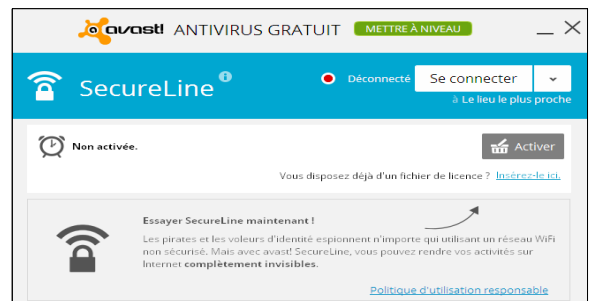 avast! ANTIVIRUS GRATUIT METTRE À NIVEAU
SecureLine Déconnecté Se connecter
à Le lieu le plus proche
Non activée. Activer
Vous disposez déjà d'un fichier de licence ? Insérez-le ici.
Essayer SecureLine maintenant !
Les pirates et les voleurs d'identité espionnent n'importe qui utilisant un réseau WiFi
non sécurisé. Mais avec avast! SecureLine, vous pouvez rendre vos activités sur
Internet complètement invisibles.
Politique d'utilisation responsable